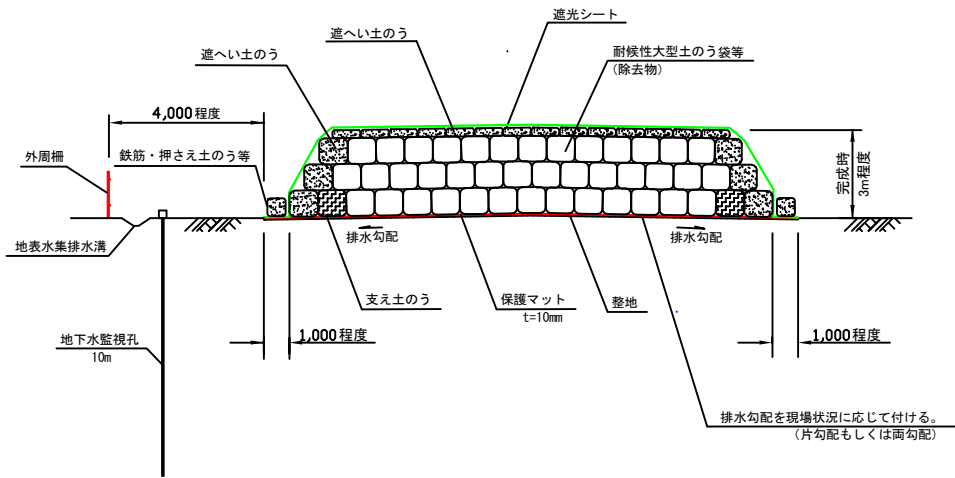 遮光シート
遮へい土のう
遮へい土のう
耐候性大型土のう袋等
(除去物)
4,000程度
外周柵
鉄筋・押さえ土のう等
完成時
3m程度
地表水集排水溝
排水勾配
排水勾配
支え土のう
保護マット
t=10mm
整地
地下水監視孔
10m
1,000程度
1,000程度
排水勾配を現場状況に応じて付ける。
(片勾配もしくは両勾配)